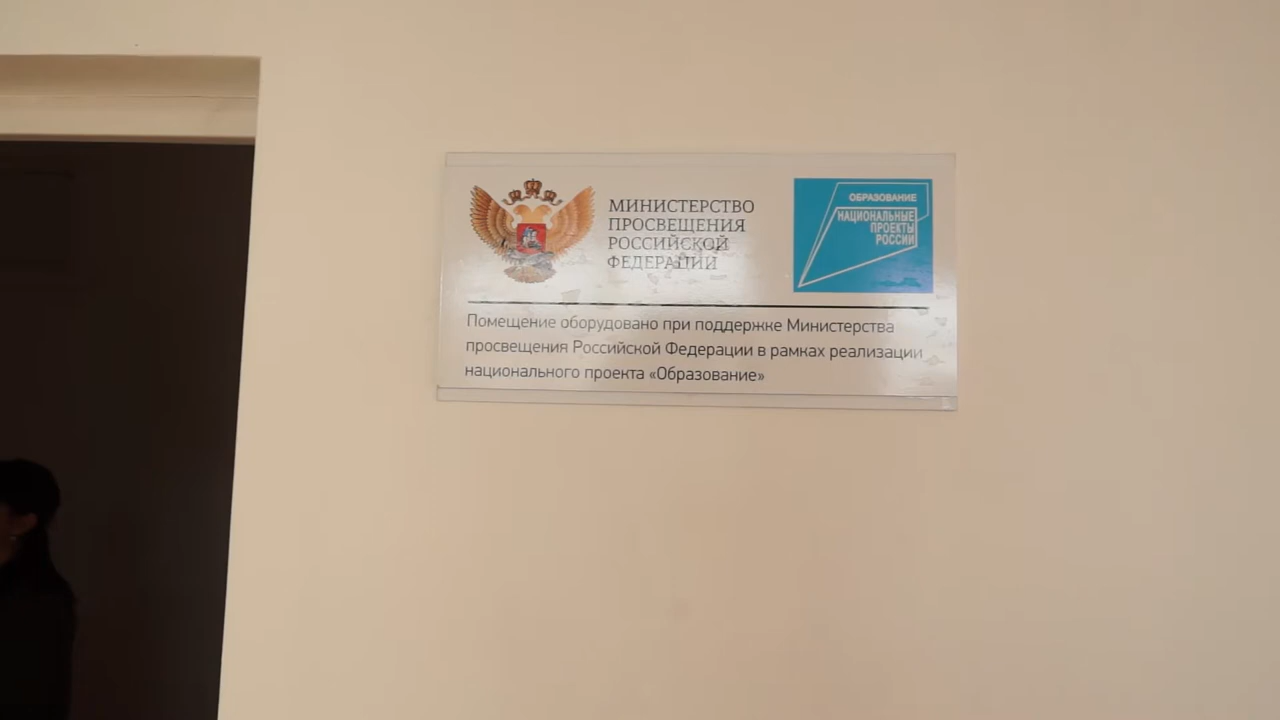 МИНИСТЕРСТВО
ПРОСВЕЩЕНИЯ
РОССИЙСКОЙ
ФЕДЕРАЦИИ
ОБРАЗОВАНИЕ
НАЦИОНАЛЬНЫЕ
ПРОЕКТЫ
РОССИИ
Помещение оборудовано при поддержке Министерства
просвещения Российской Федерации в рамках реализации
национального проекта «Образование»